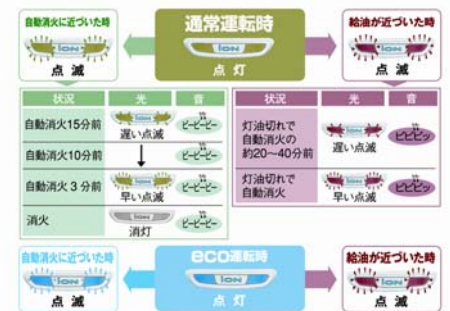 自動消火に近づいた時
ION
点滅
通常運転時
ION
点灯
給油が近づいた時
ION
点滅
状況 光 音
自動消火15分前 遅い点滅 ピーピーピー
自動消火10分前 ピーピーピー
自動消火3分前 早い点滅 ピーピーピー
消火 消灯 ピーピーピー
状況 光 音
灯油切れで
自動消火の
約20〜40分前
遅い点滅
ピピピッ
灯油切れで
自動消火
早い点滅
ピピピッ
自動消火に近づいた時
ION
点滅
eco運転時
ION
点灯
給油が近づいた時
ION
点滅